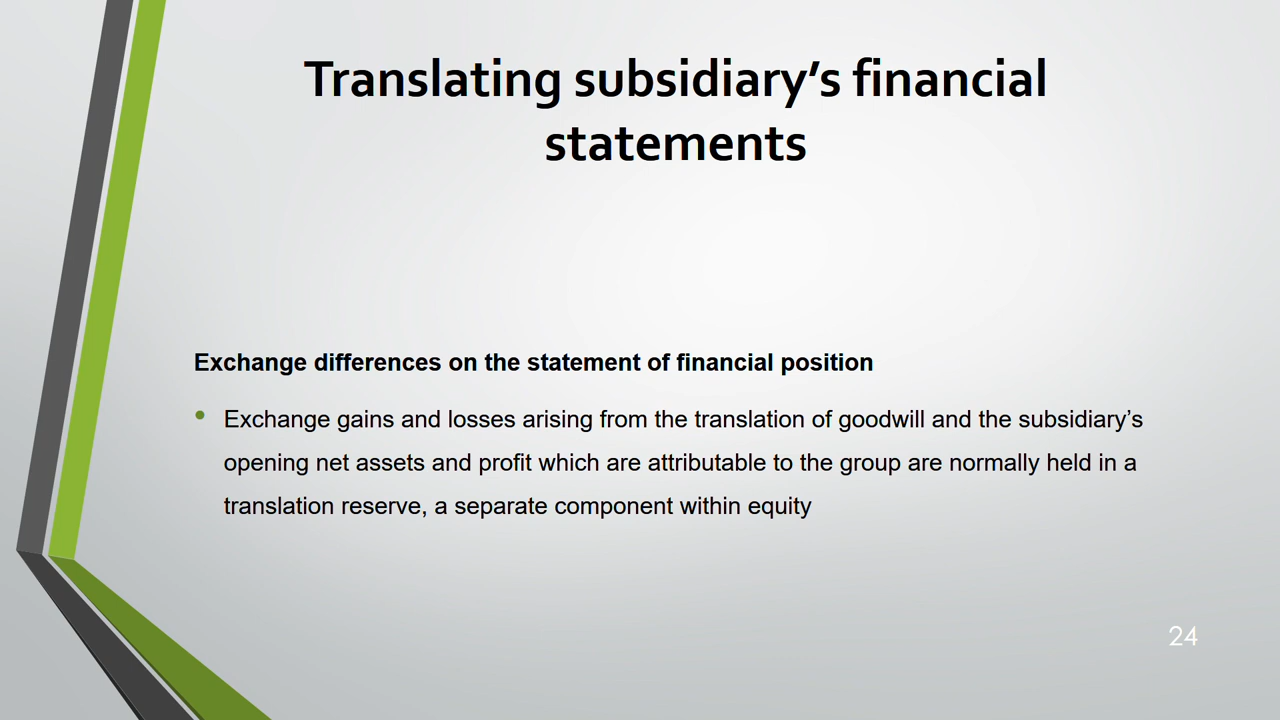 Translating subsidiary’s financial
statements
Exchange differences on the statement of financial position
• Exchange gains and losses arising from the translation of goodwill and the subsidiary’s
opening net assets and profit which are attributable to the group are normally held in a
translation reserve, a separate component within equity
24